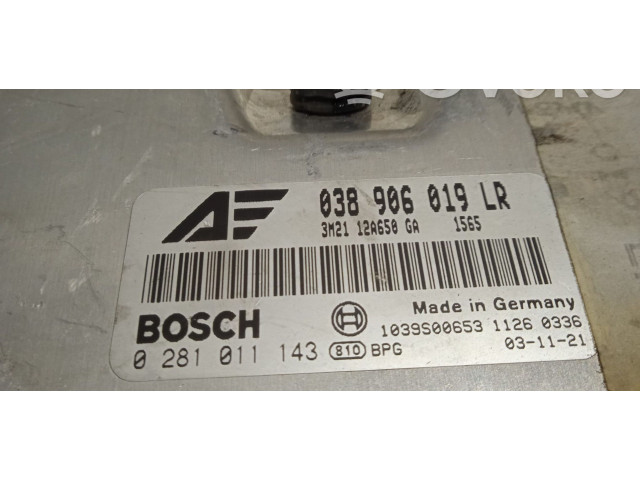 AE 038 906 019 LR
3M21 12A650 GA 1565
BOSCH Made in Germany
1039S00653 1126 0336
0 281 011 143 810 BPG 03-11-21